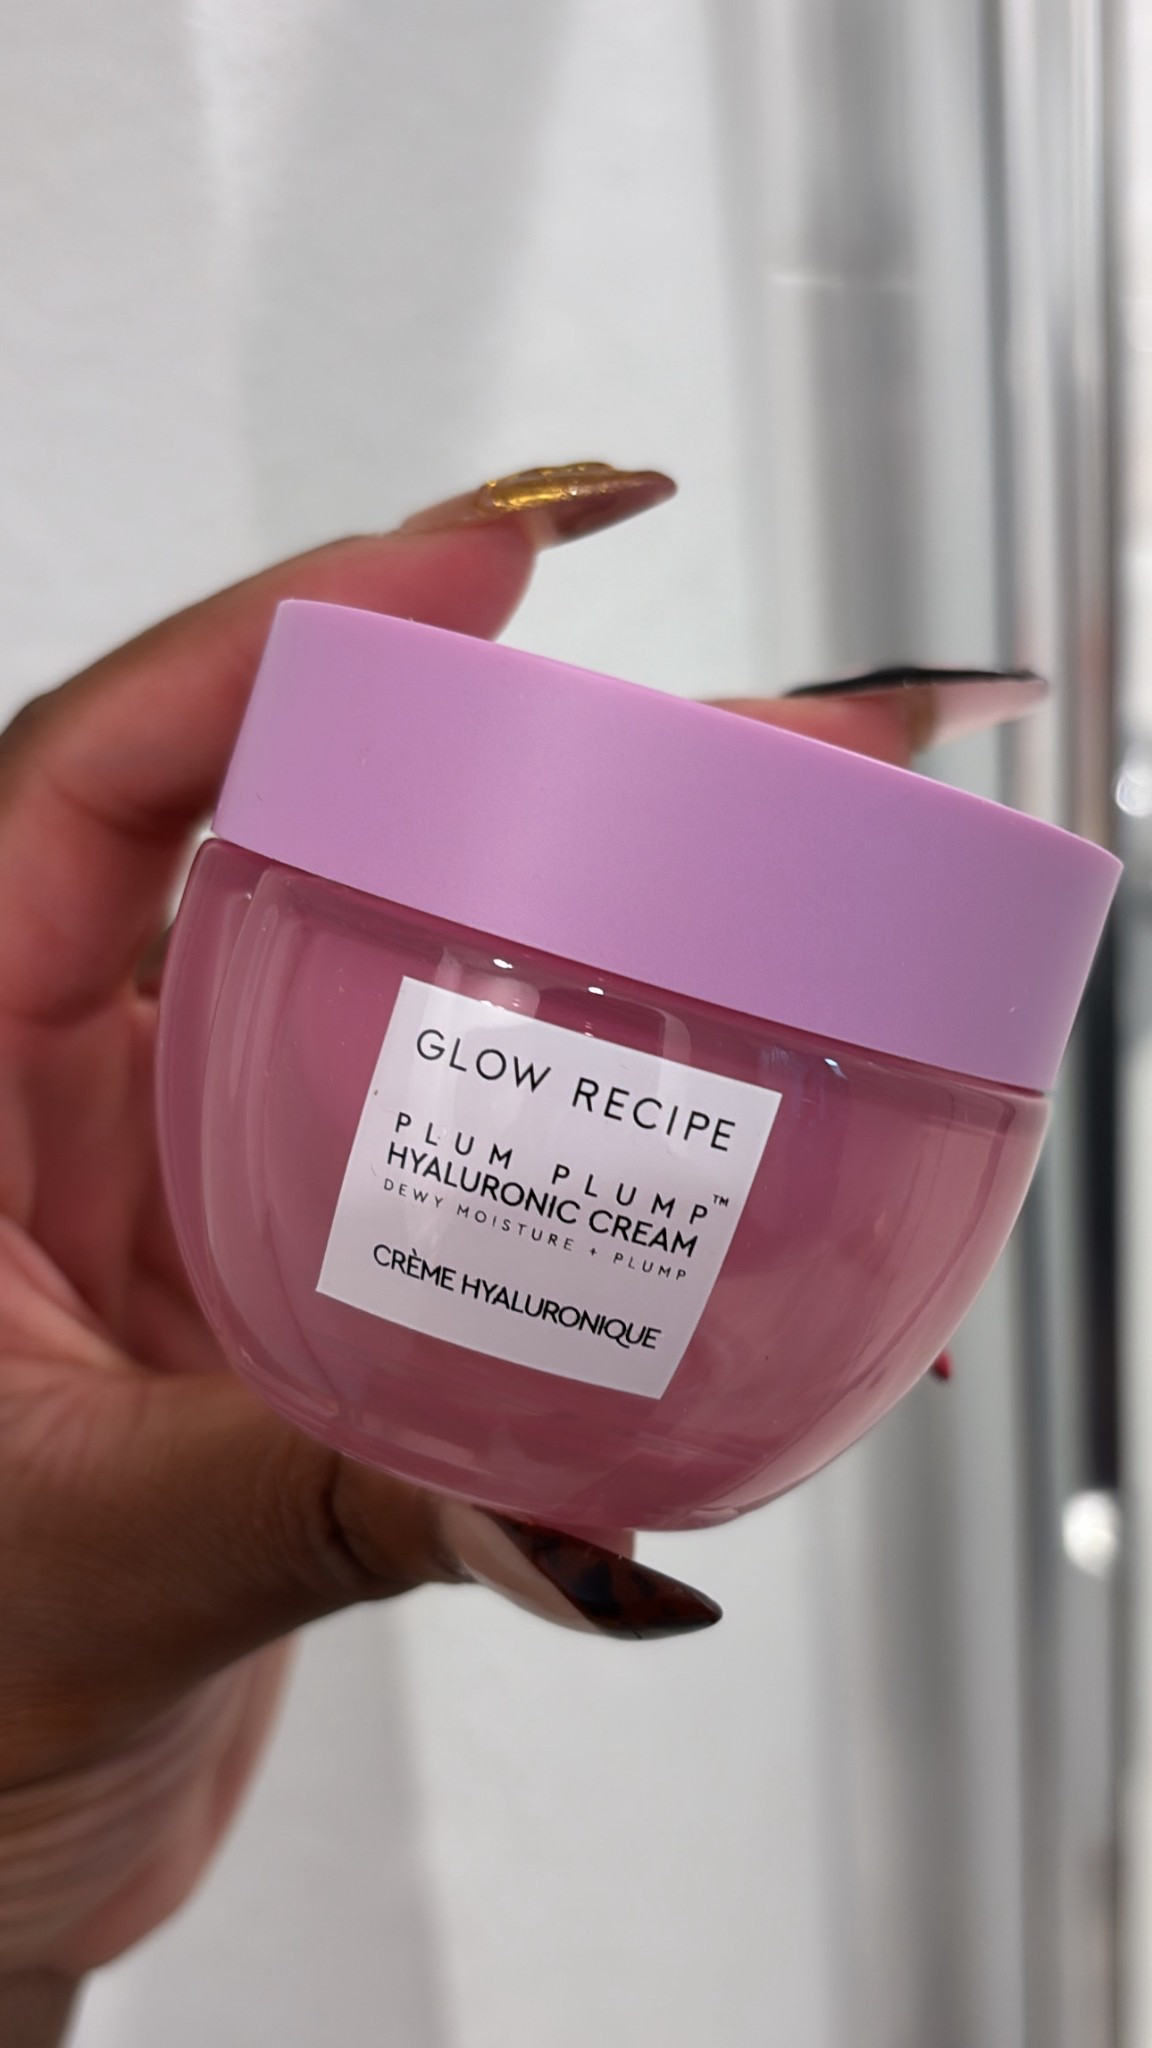 GLOW RECIPE
PLUM PLUMP™
HYALURONIC CREAM
DEWY MOISTURE + PLUMP
CRÈME HYALURONIQUE